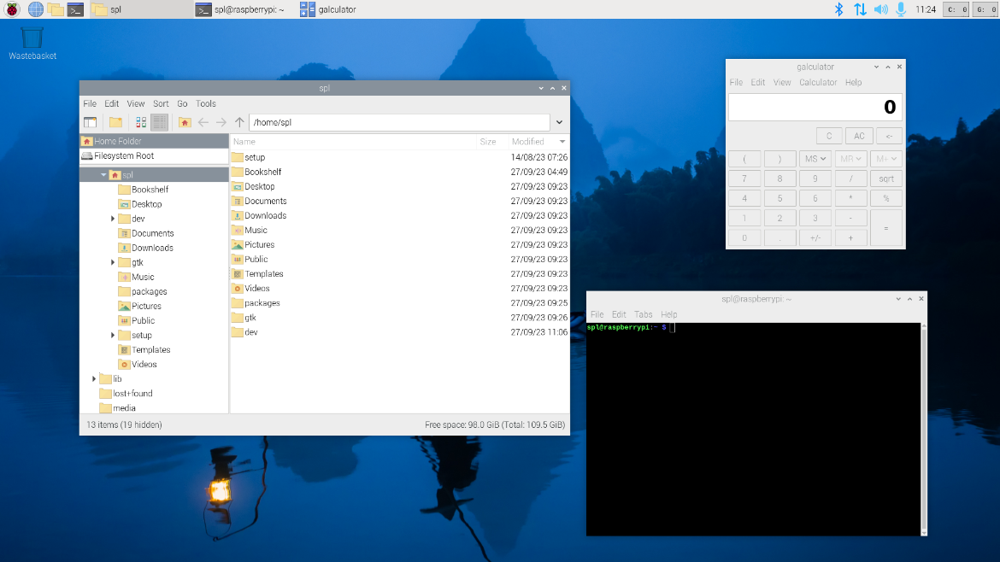 spl
spl@raspberrypi: ~
galculator
11:24
C: 0
G: 0
Wastebasket
spl
File Edit View Sort Go Tools
/home/spl
Home Folder
Filesystem Root
spl
Bookshelf
Desktop
dev
Documents
Downloads
gtk
Music
packages
Pictures
Public
setup
Templates
Videos
lib
lost+found
media
Name Size Modified
setup 14/08/23 07:26
Bookshelf 27/09/23 04:49
Desktop 27/09/23 09:23
Documents 27/09/23 09:23
Downloads 27/09/23 09:23
Music 27/09/23 09:23
Pictures 27/09/23 09:23
Public 27/09/23 09:23
Templates 27/09/23 09:23
Videos 27/09/23 09:23
packages 27/09/23 09:25
gtk 27/09/23 09:26
dev 27/09/23 11:06
13 items (19 hidden) Free space: 98.0 GiB (Total: 109.5 GiB)
galculator
File Edit View Calculator Help
0
C AC <-
( ) MS MR M+
7 8 9 / sqrt
4 5 6 * %
1 2 3 - =
0 . +/- +
spl@raspberrypi: ~
File Edit Tabs Help
spl@raspberrypi:~ $